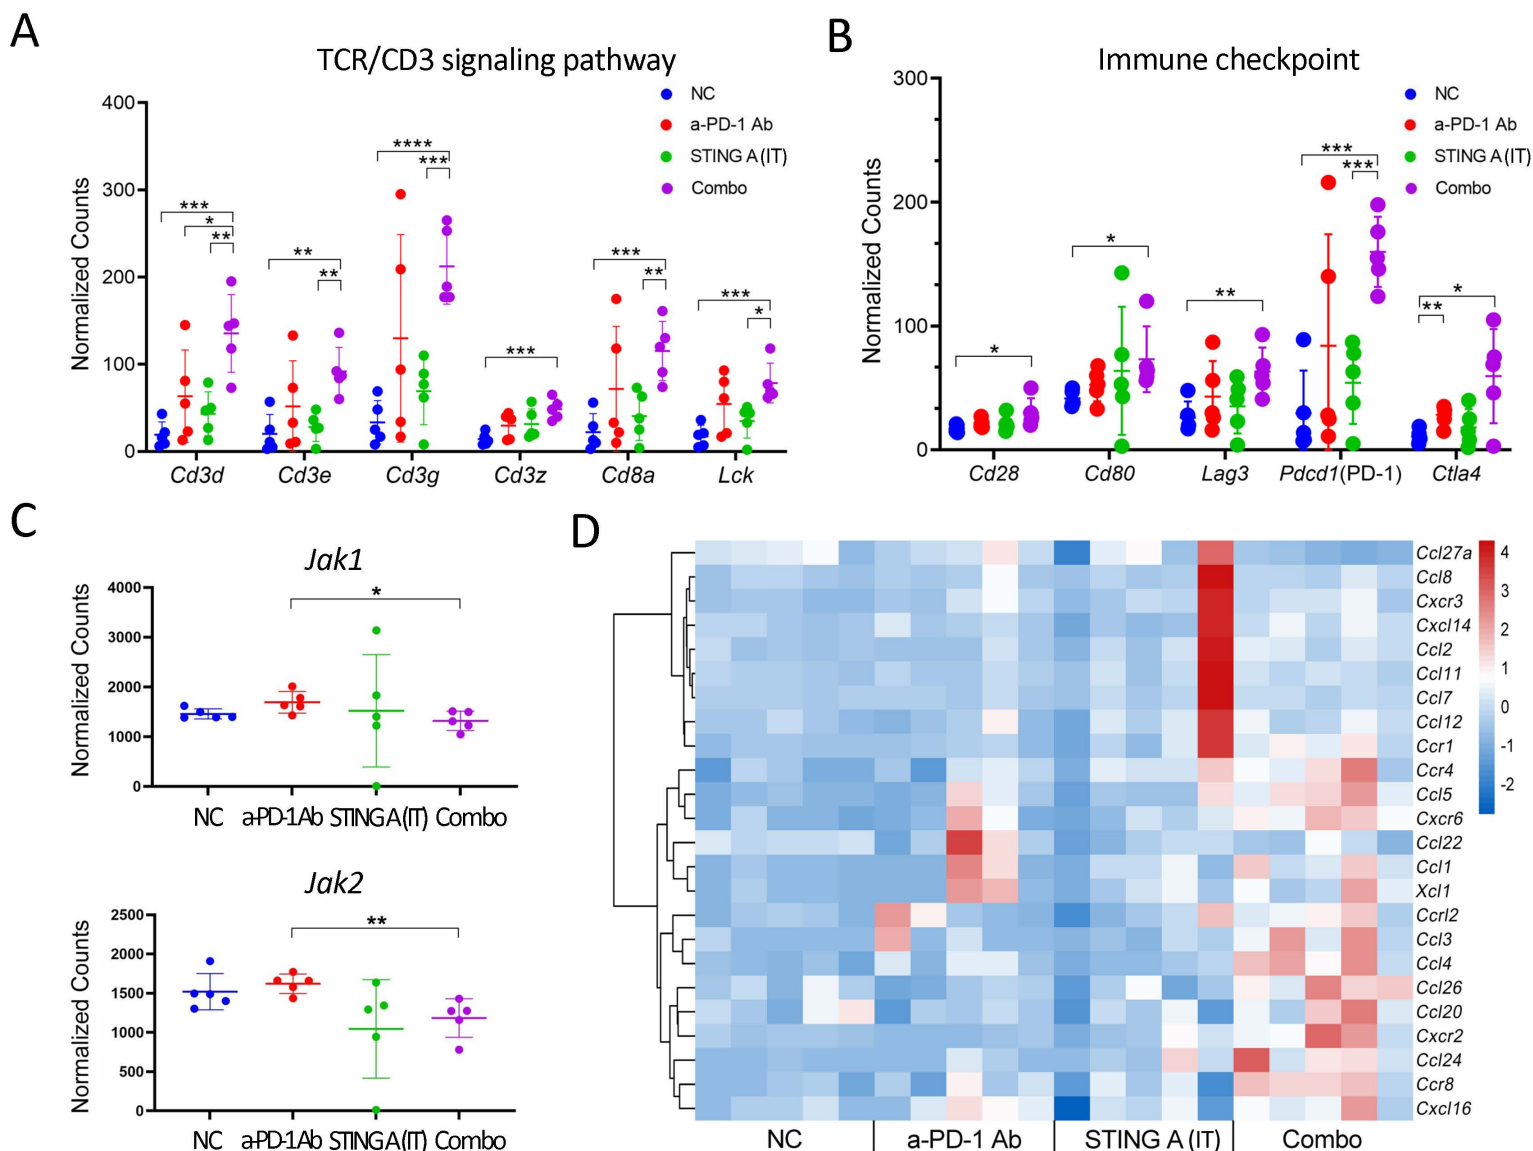 A
TCR/CD3 signaling pathway
Normalized Counts
400
300
200
100
0
NC
a-PD-1 Ab
STING A (IT)
Combo
***
*
**
**
**
****
***
***
***
**
***
*
Cd3d Cd3e Cd3g Cd3z Cd8a Lck
B
Immune checkpoint
Normalized Counts
300
200
100
0
NC
a-PD-1 Ab
STING A (IT)
Combo
*
*
**
***
***
*
**
Cd28 Cd80 Lag3 Pdcd1(PD-1) Ctla4
C
Jak1
Normalized Counts
4000
3000
2000
1000
0
*
NC a-PD-1Ab STINGA(IT) Combo
Jak2
Normalized Counts
2500
2000
1500
1000
500
0
**
NC a-PD-1Ab STINGA(IT) Combo
D
Ccl27a
Ccl8
Cxcr3
Cxcl14
Ccl2
Ccl11
Ccl7
Ccl12
Ccr1
Ccr4
Ccl5
Cxcr6
Ccl22
Ccl1
Xcl1
Ccrl2
Ccl3
Ccl4
Ccl26
Ccl20
Cxcr2
Ccl24
Ccr8
Cxcl16
4
3
2
1
0
-1
-2
NC a-PD-1 Ab STING A (IT) Combo